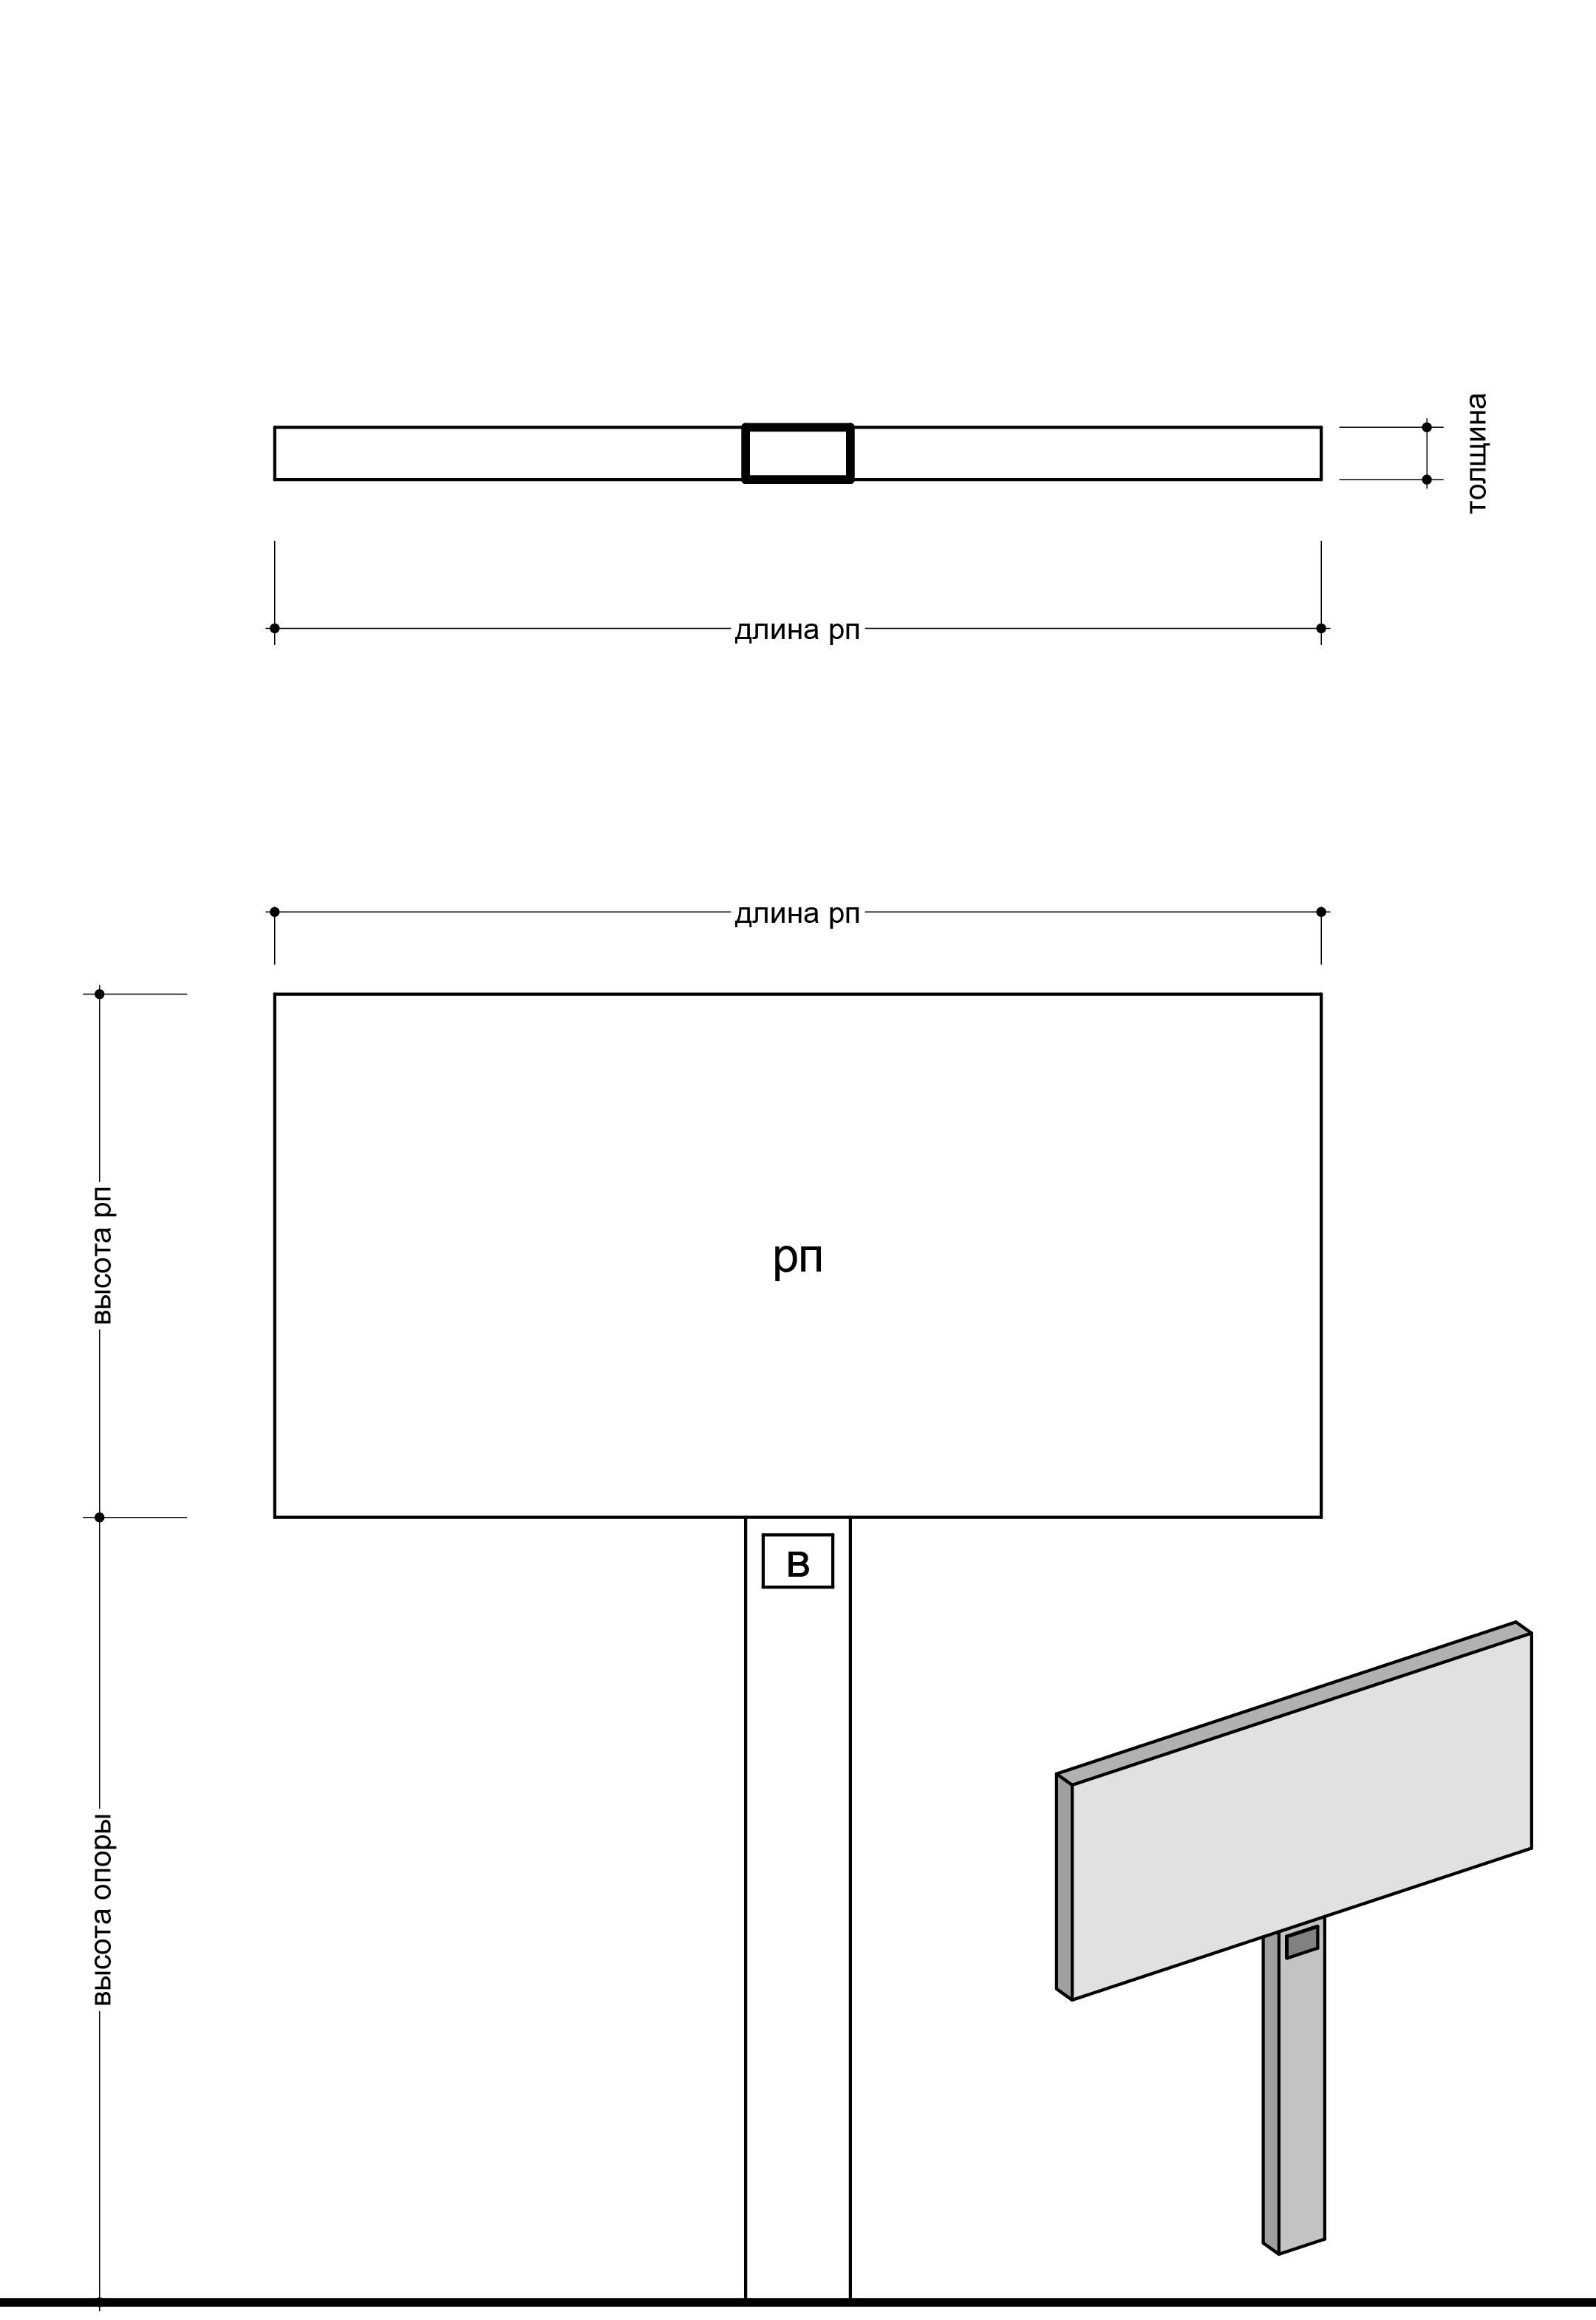 толщина
длина рп
длина рп
высота рп
рп
в
высота опоры